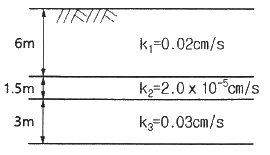 6m
k₁=0.02cm/s
1.5m
k₂=2.0 x 10⁻⁵cm/s
3m
k₃=0.03cm/s